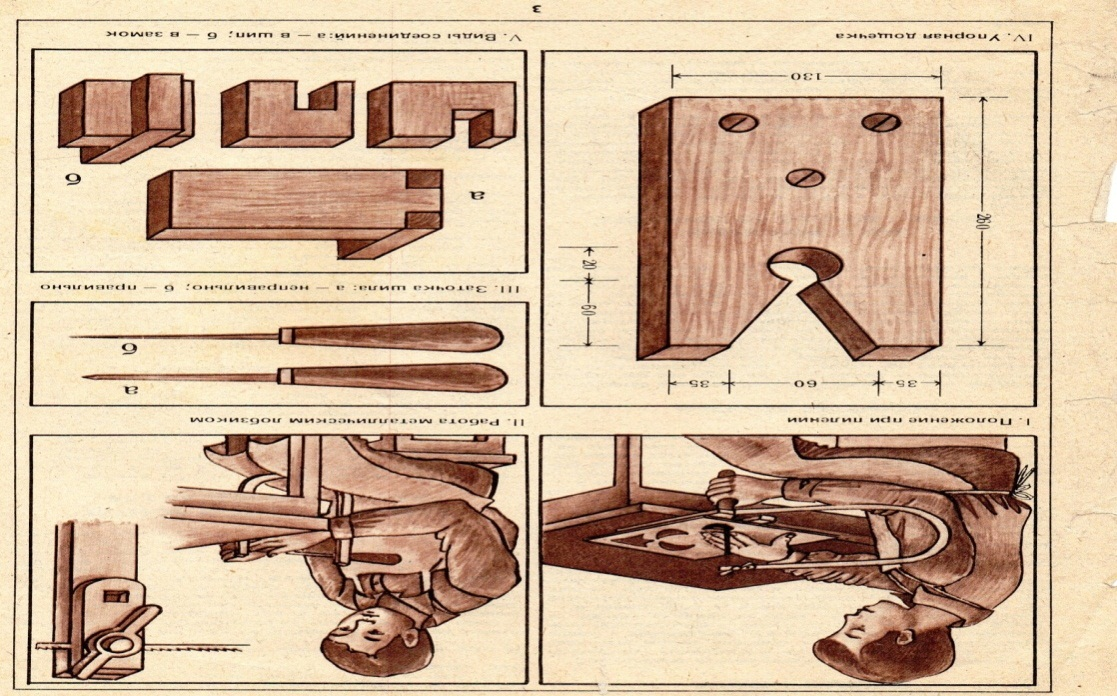 I. Положение при пилении
II. Работа металлическим лобзиком
35
60
35
260
60
20
130
IV. Упорная дощечка
а
б
III. Заточка шила: а — неправильно; б — правильно
а
б
V. Виды соединений: а — в шип; б — в замок
3